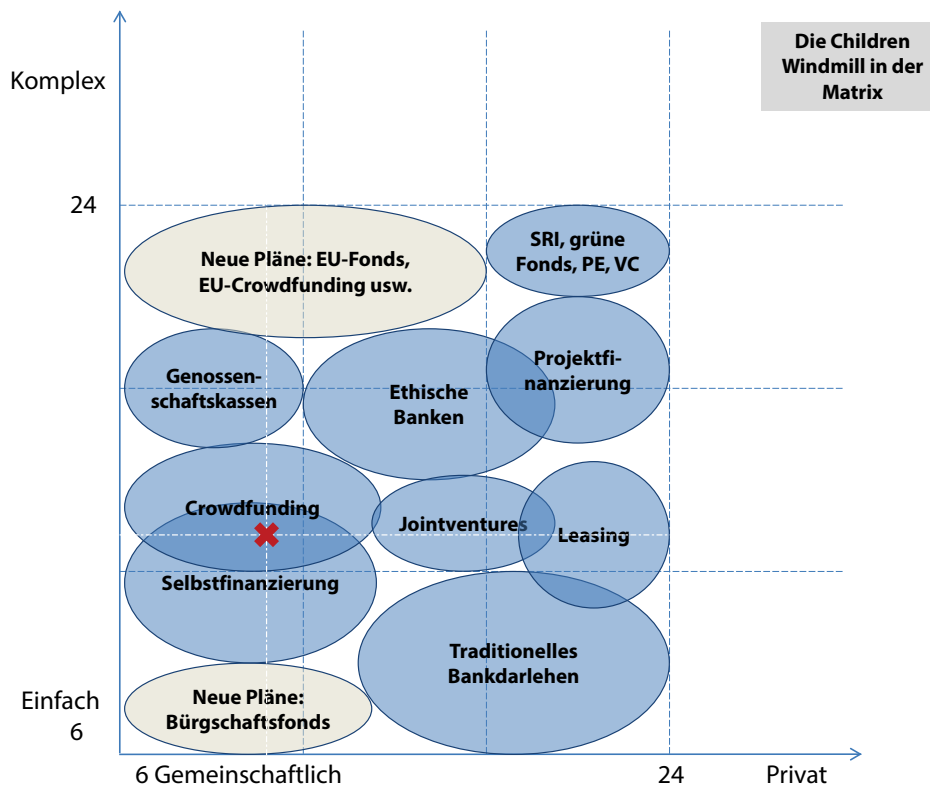 Die Children
Windmill in der
Matrix
Komplex
24
Neue Pläne: EU-Fonds,
EU-Crowdfunding usw.
SRI, grüne
Fonds, PE, VC
Genossen-
schaftskassen
Ethische
Banken
Projektfi-
nanzierung
Crowdfunding
Jointventures
Leasing
Selbstfinanzierung
Traditionelles
Bankdarlehen
Neue Pläne:
Bürgschaftsfonds
Einfach
6
6 Gemeinschaftlich
24
Privat